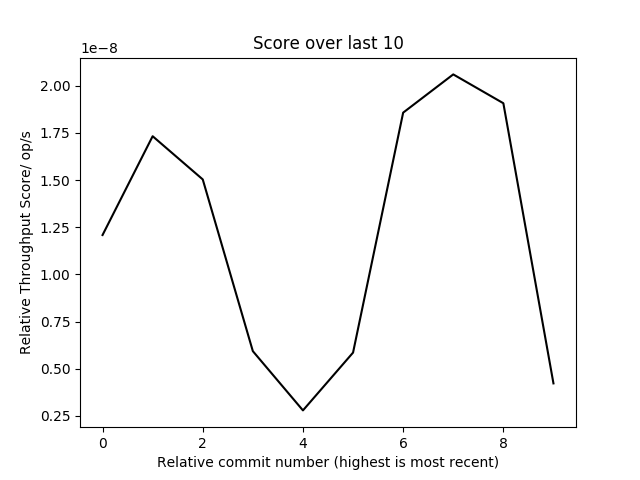 Score over last 10
1e−8
2.00
1.75
1.50
1.25
1.00
0.75
0.50
0.25
Relative Throughput Score/ op/s
0 2 4 6 8
Relative commit number (highest is most recent)